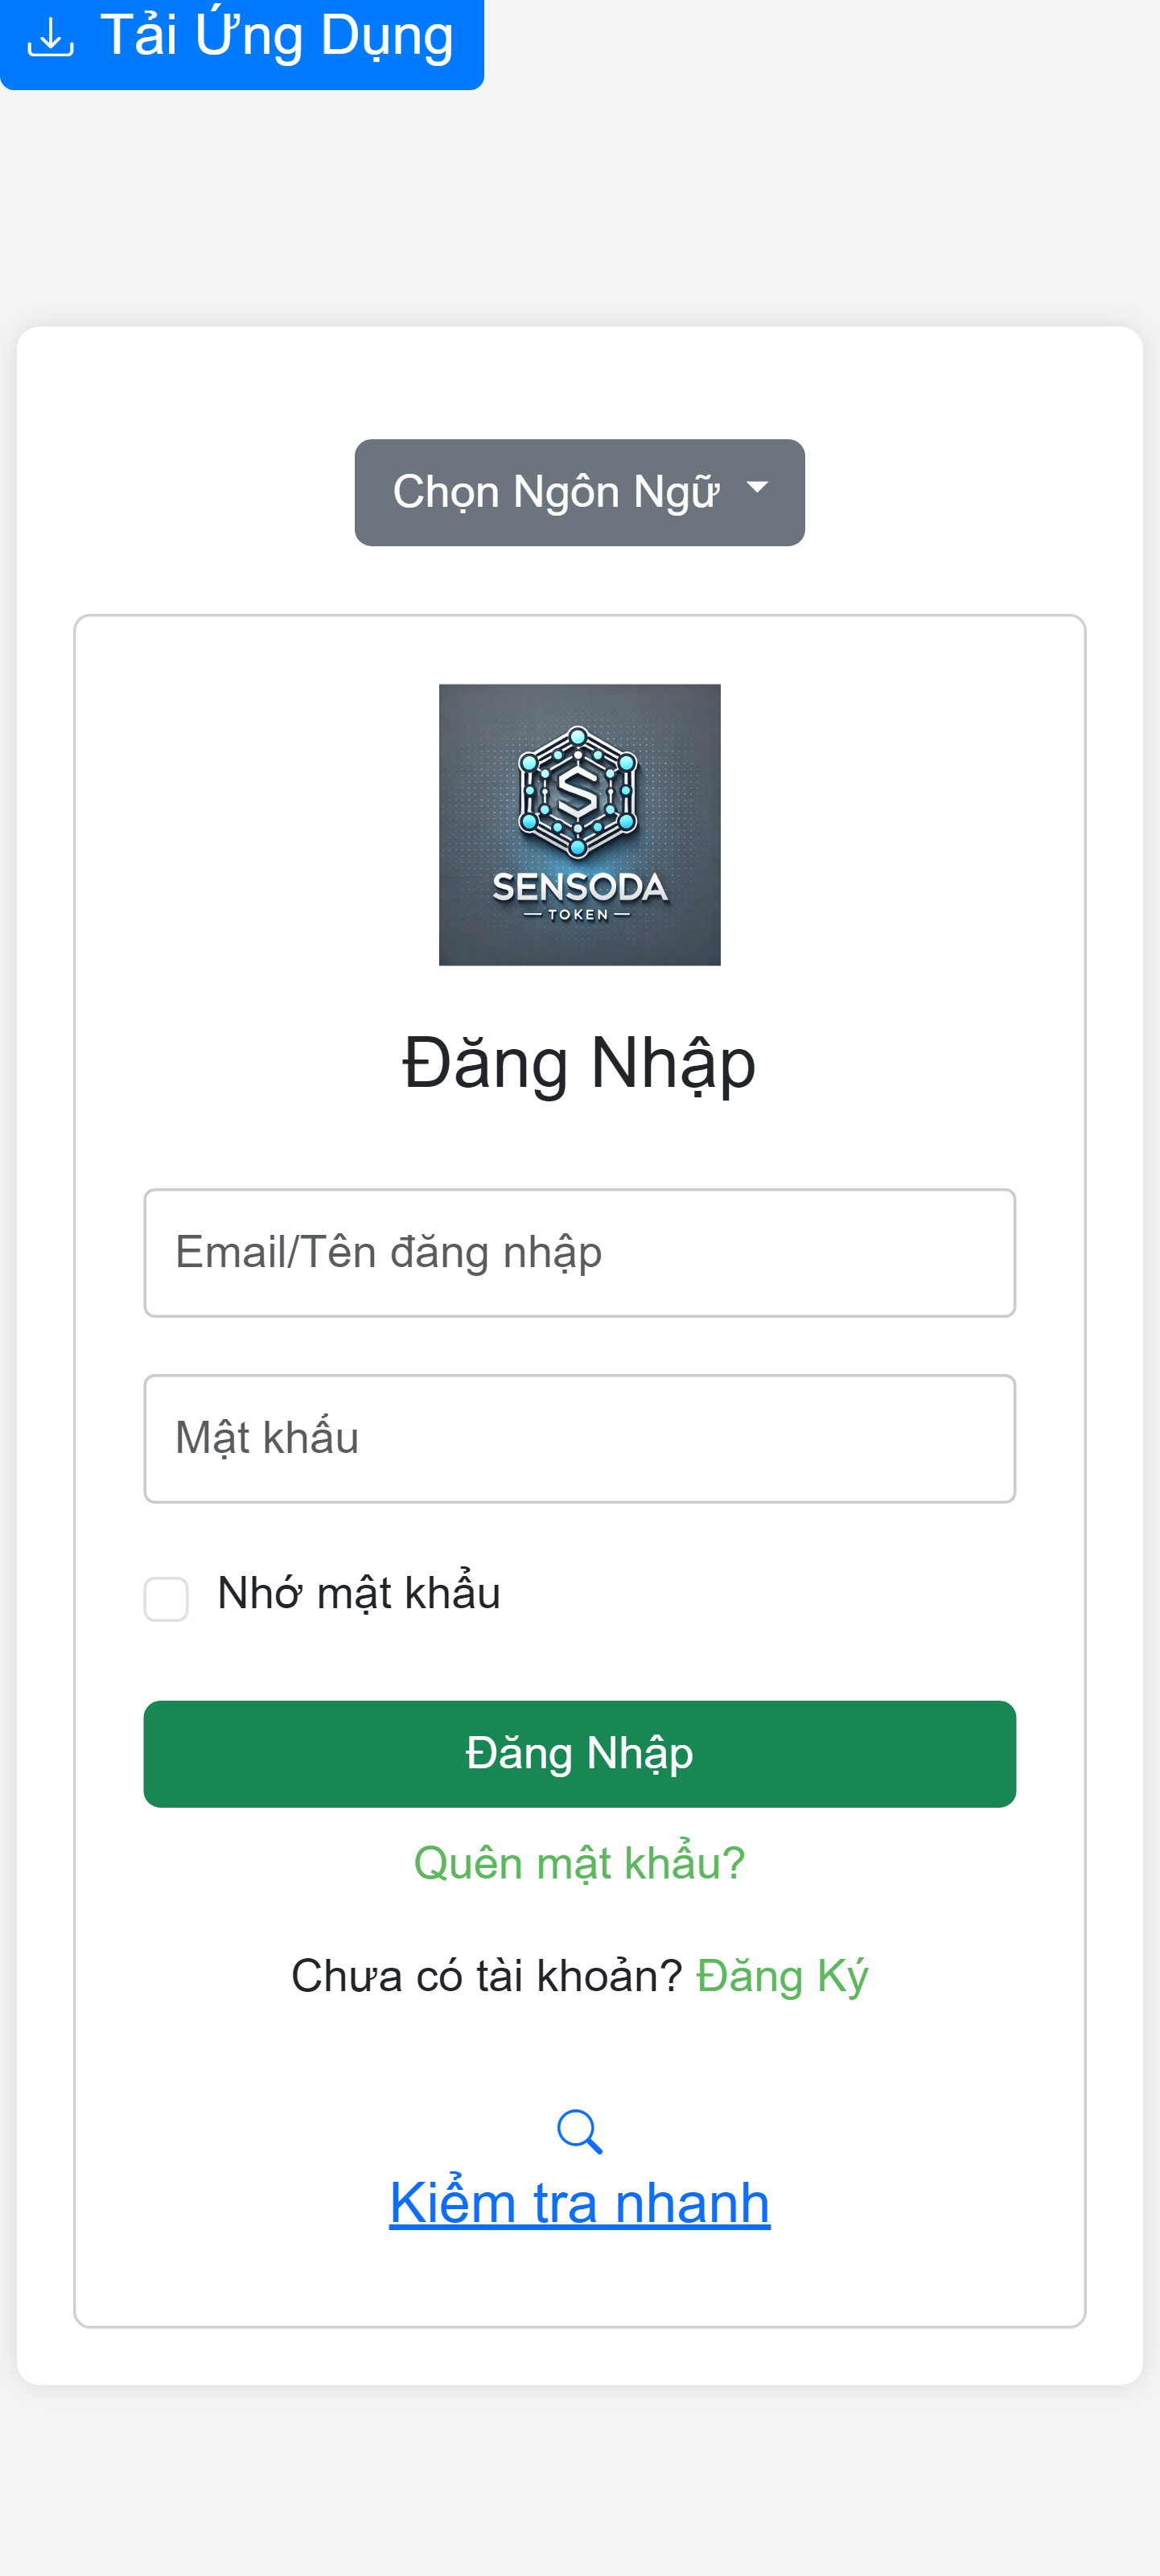 Tải Ứng Dụng
Chọn Ngôn Ngữ
SENSODA
TOKEN
Đăng Nhập
Email/Tên đăng nhập
Mật khẩu
Nhớ mật khẩu
Đăng Nhập
Quên mật khẩu?
Chưa có tài khoản? Đăng Ký
Kiểm tra nhanh